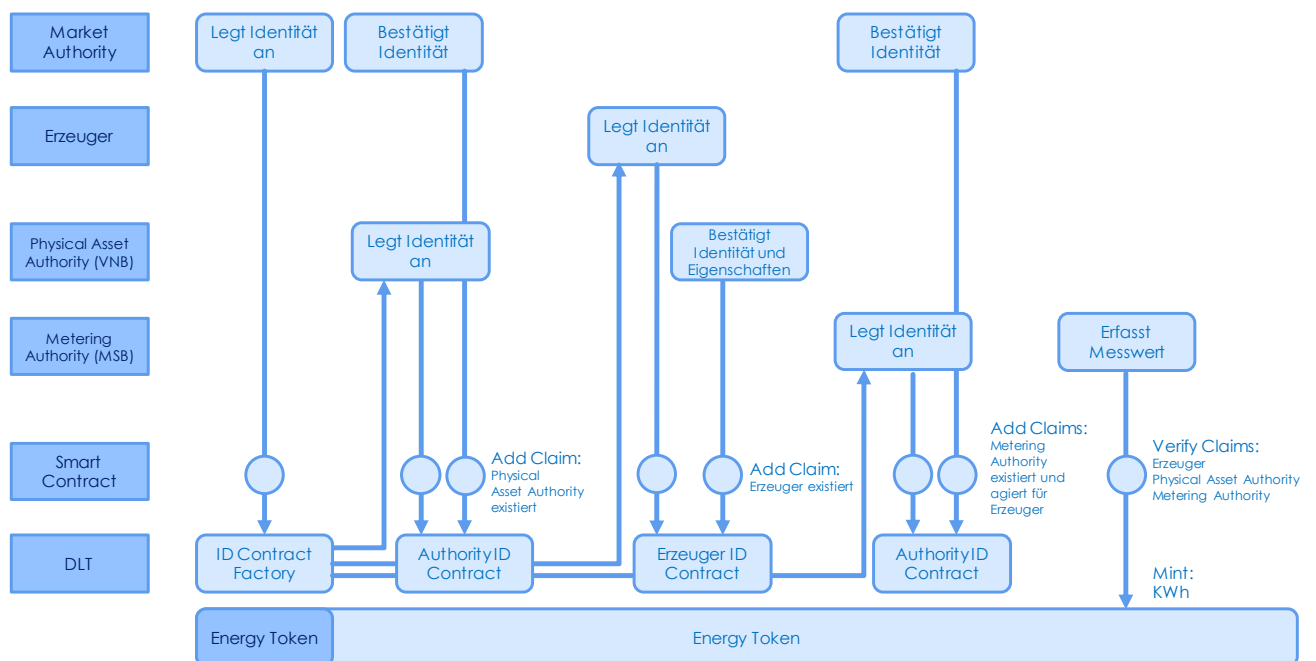 Market
Authority
Legt Identität
an
Bestätigt
Identität
Bestätigt
Identität
Erzeuger
Legt Identität
an
Physical Asset
Authority (VNB)
Legt Identität
an
Bestätigt
Identität und
Eigenschaften
Metering
Authority (MSB)
Legt Identität
an
Erfasst
Messwert
Smart
Contract
Add Claim:
Physical
Asset Authority
existiert
Add Claim:
Erzeuger existiert
Add Claims:
Metering
Authority
existiert und
agiert für
Erzeuger
Verify Claims:
Erzeuger
Physical Asset Authority
Metering Authority
DLT
ID Contract
Factory
Authority ID
Contract
Erzeuger ID
Contract
Authority ID
Contract
Mint:
KWh
Energy Token
Energy Token